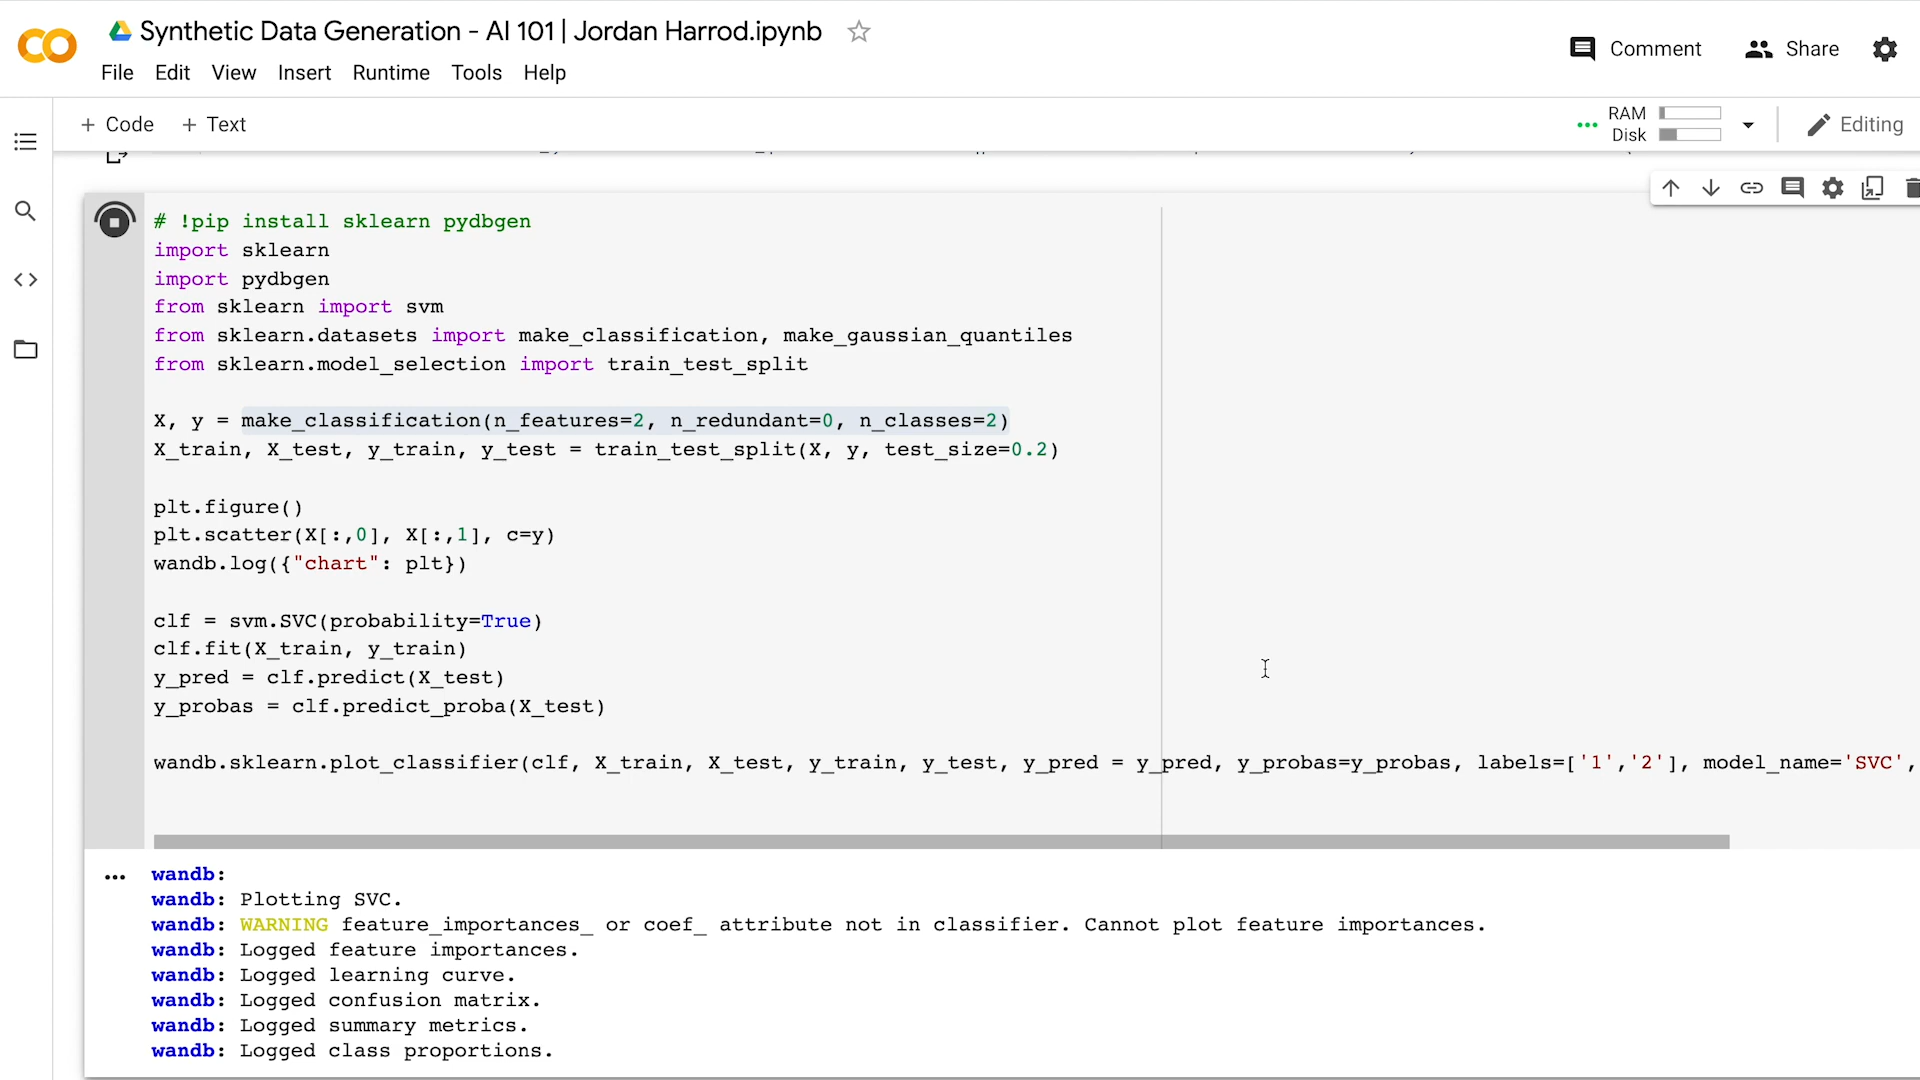 Synthetic Data Generation - AI 101 | Jordan Harrod.ipynb
Comment
Share
File Edit View Insert Runtime Tools Help
+ Code + Text
RAM
Disk
Editing
# !pip install sklearn pydbgen
import sklearn
import pydbgen
from sklearn import svm
from sklearn.datasets import make_classification, make_gaussian_quantiles
from sklearn.model_selection import train_test_split
X, y = make_classification(n_features=2, n_redundant=0, n_classes=2)
X_train, X_test, y_train, y_test = train_test_split(X, y, test_size=0.2)
plt.figure()
plt.scatter(X[:,0], X[:,1], c=y)
wandb.log({"chart": plt})
clf = svm.SVC(probability=True)
clf.fit(X_train, y_train)
y_pred = clf.predict(X_test)
y_probas = clf.predict_proba(X_test)
wandb.sklearn.plot_classifier(clf, X_train, X_test, y_train, y_test, y_pred = y_pred, y_probas=y_probas, labels=['1','2'], model_name='SVC',
wandb:
wandb: Plotting SVC.
wandb: WARNING feature_importances_ or coef_ attribute not in classifier. Cannot plot feature importances.
wandb: Logged feature importances.
wandb: Logged learning curve.
wandb: Logged confusion matrix.
wandb: Logged summary metrics.
wandb: Logged class proportions.